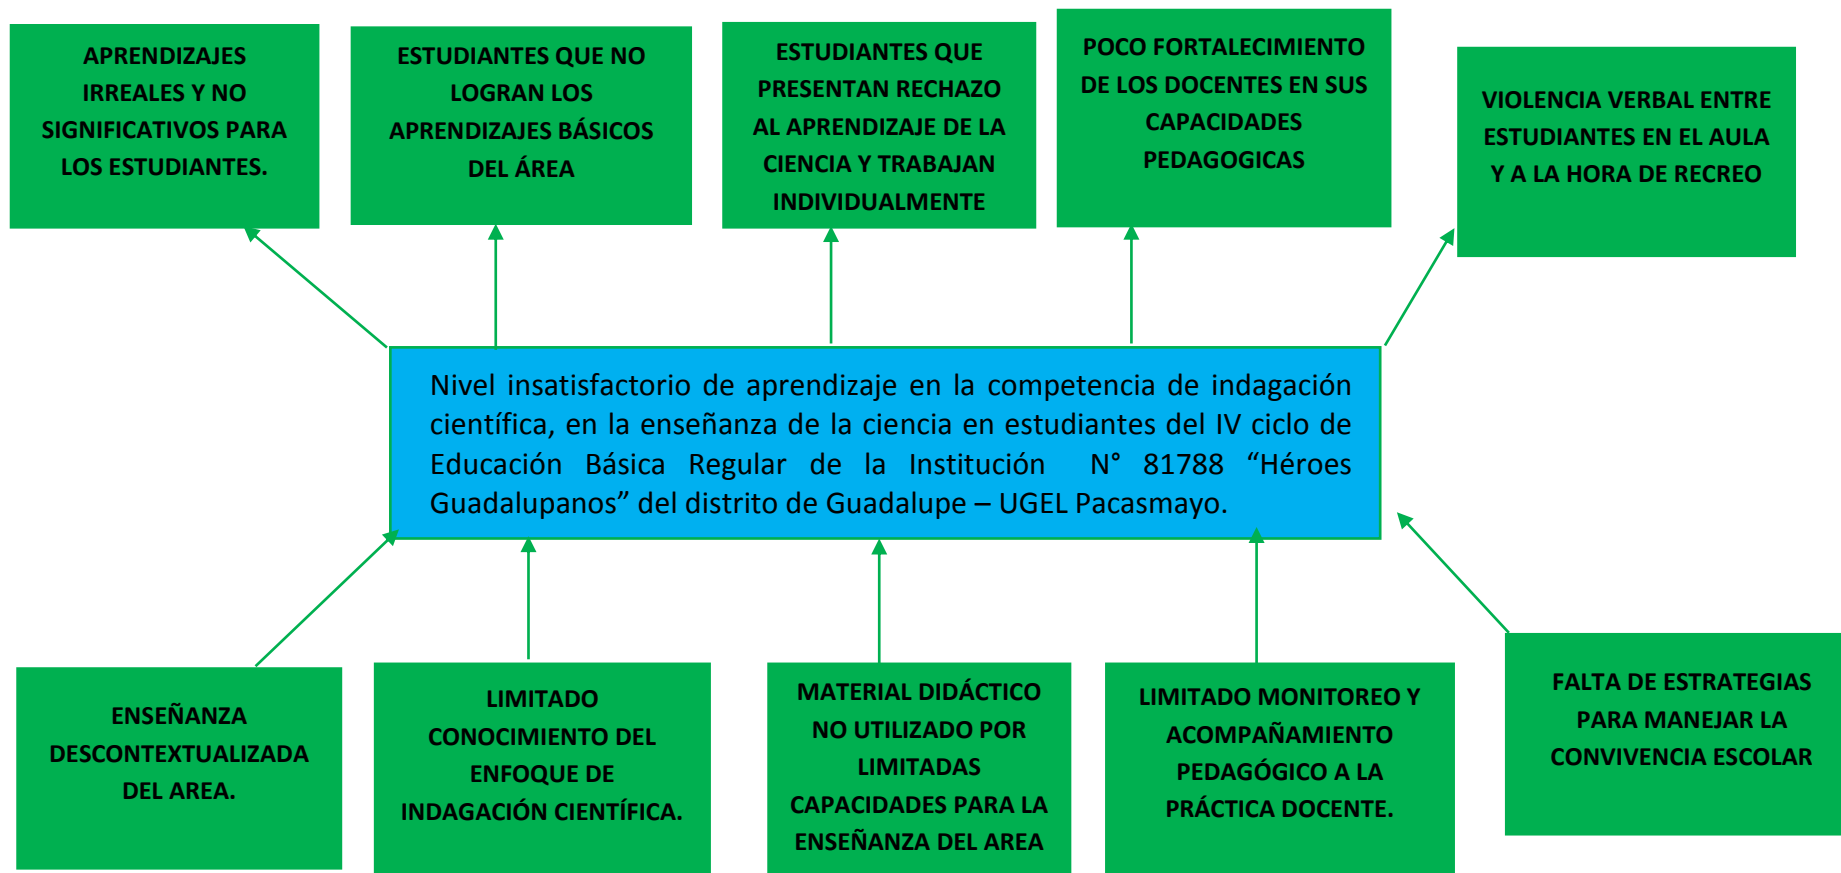 APRENDIZAJES
IRREALES Y NO
SIGNIFICATIVOS PARA
LOS ESTUDIANTES.
ESTUDIANTES QUE NO
LOGRAN LOS
APRENDIZAJES BÁSICOS
DEL ÁREA
ESTUDIANTES QUE
PRESENTAN RECHAZO
AL APRENDIZAJE DE LA
CIENCIA Y TRABAJAN
INDIVIDUALMENTE
POCO FORTALECIMIENTO
DE LOS DOCENTES EN SUS
CAPACIDADES
PEDAGOGICAS
VIOLENCIA VERBAL ENTRE
ESTUDIANTES EN EL AULA
Y A LA HORA DE RECREO
Nivel insatisfactorio de aprendizaje en la competencia de indagación
científica, en la enseñanza de la ciencia en estudiantes del IV ciclo de
Educación Básica Regular de la Institución N° 81788 “Héroes
Guadalupanos” del distrito de Guadalupe – UGEL Pacasmayo.
ENSEÑANZA
DESCONTEXTUALIZADA
DEL AREA.
LIMITADO
CONOCIMIENTO DEL
ENFOQUE DE
INDAGACIÓN CIENTÍFICA.
MATERIAL DIDÁCTICO
NO UTILIZADO POR
LIMITADAS
CAPACIDADES PARA LA
ENSEÑANZA DEL AREA
LIMITADO MONITOREO Y
ACOMPAÑAMIENTO
PEDAGÓGICO A LA
PRÁCTICA DOCENTE.
FALTA DE ESTRATEGIAS
PARA MANEJAR LA
CONVIVENCIA ESCOLAR